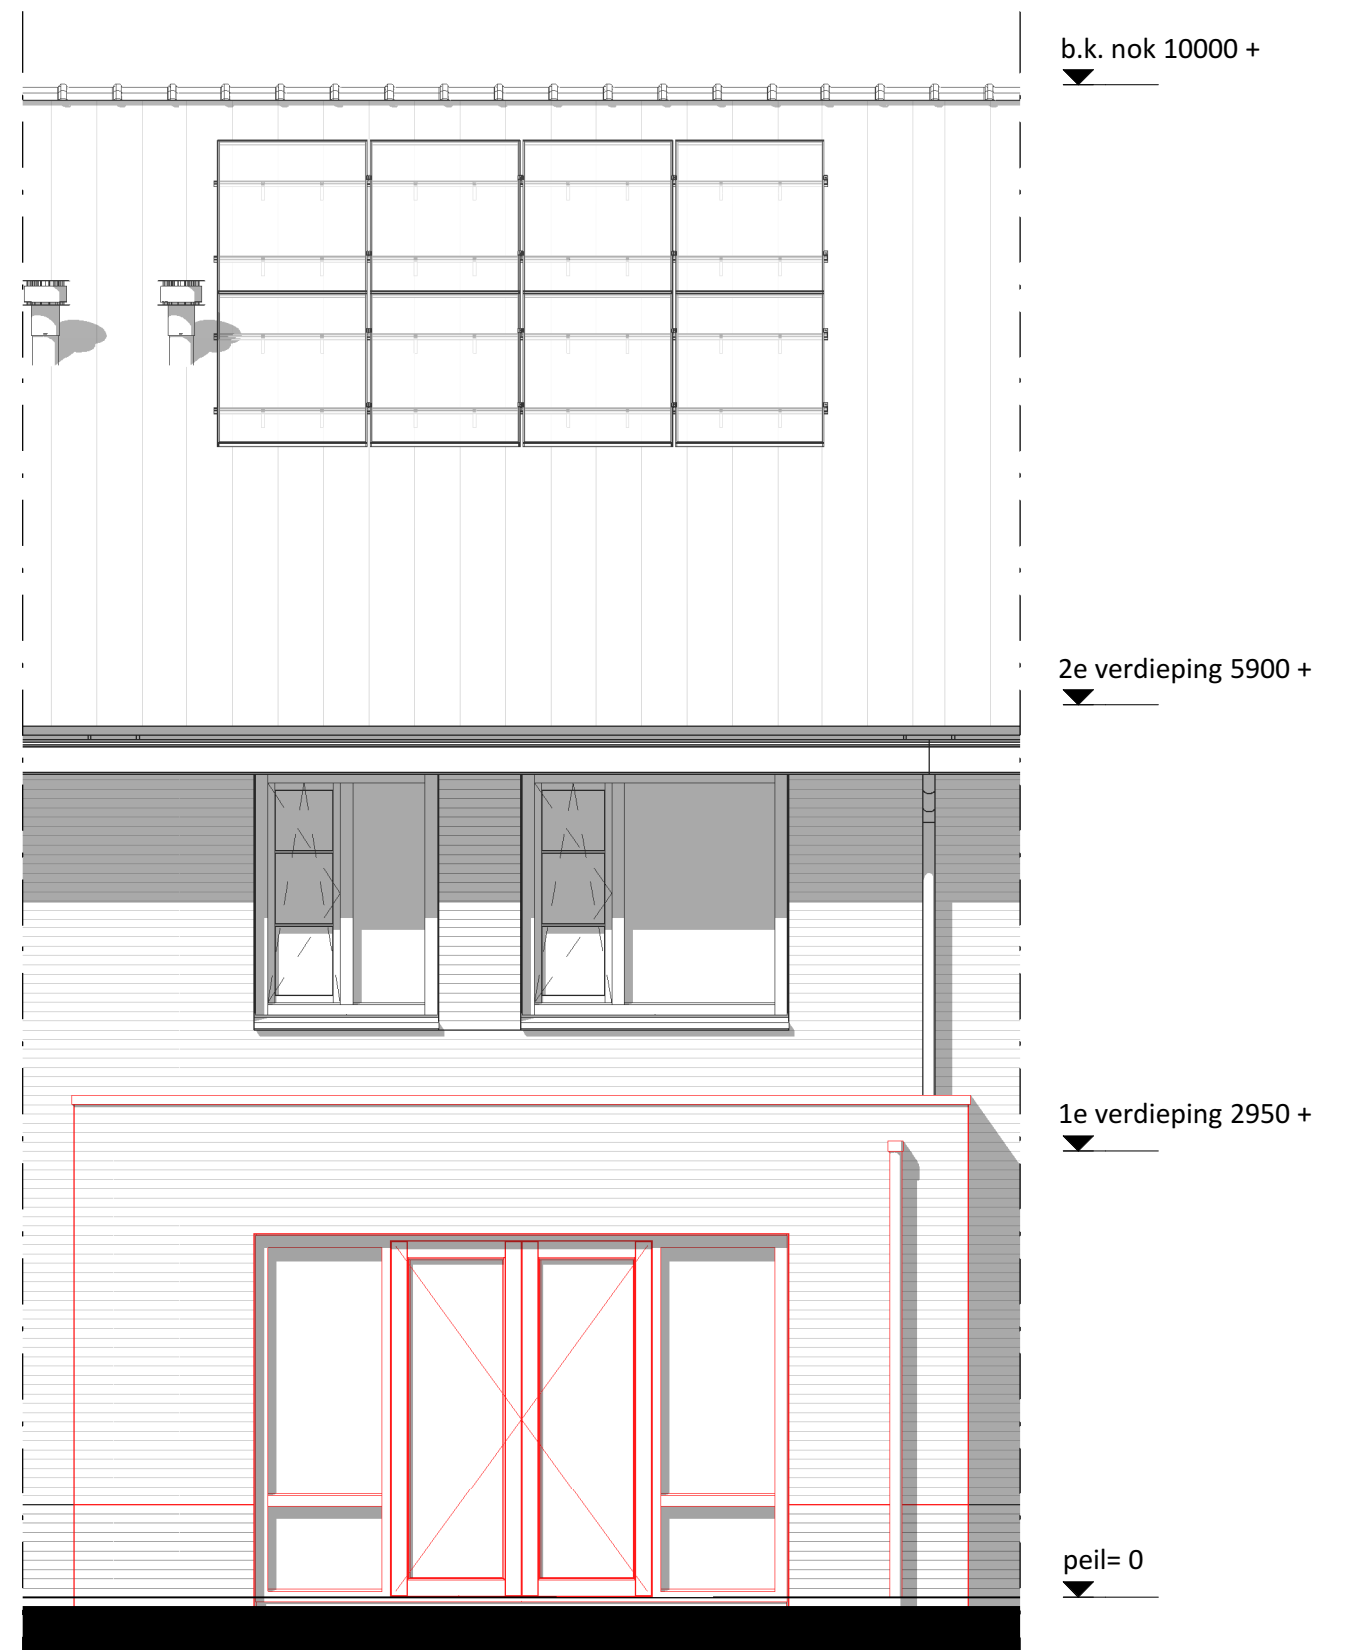 b.k. nok 10000 +
2e verdieping 5900 +
1e verdieping 2950 +
peil= 0